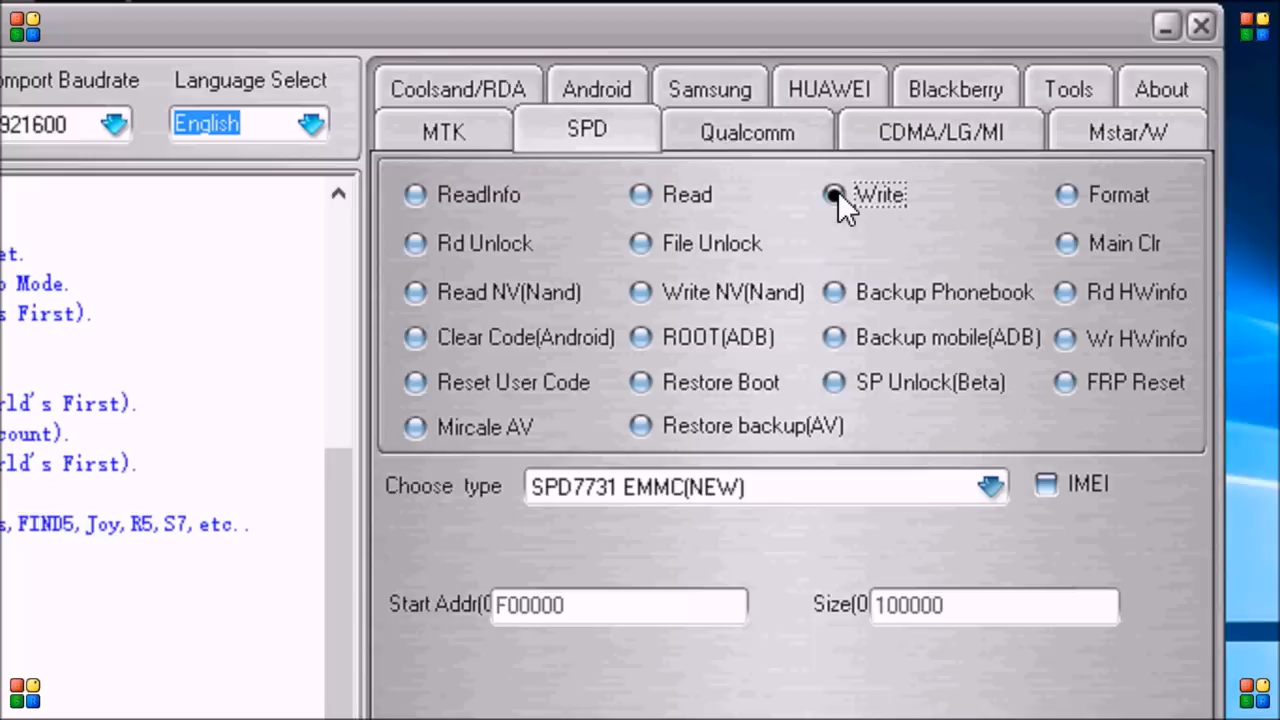 omport Baudrate Language Select
921600 English
et.
o Mode.
s First).
rld's First).
count).
rld's First).
s,FIND5,Joy,R5,S7,etc..
Coolsand/RDA Android Samsung HUAWEI Blackberry Tools About
MTK SPD Qualcomm CDMA/LG/MI Mstar/W
ReadInfo Read Write Format
Rd Unlock File Unlock Main Clr
Read NV(Nand) Write NV(Nand) Backup Phonebook Rd HWinfo
Clear Code(Android) ROOT(ADB) Backup mobile(ADB) Wr HWinfo
Reset User Code Restore Boot SP Unlock(Beta) FRP Reset
Mircale AV Restore backup(AV)
Choose type SPD7731 EMMC(NEW) IMEI
Start Addr(0 F00000 Size(0 100000